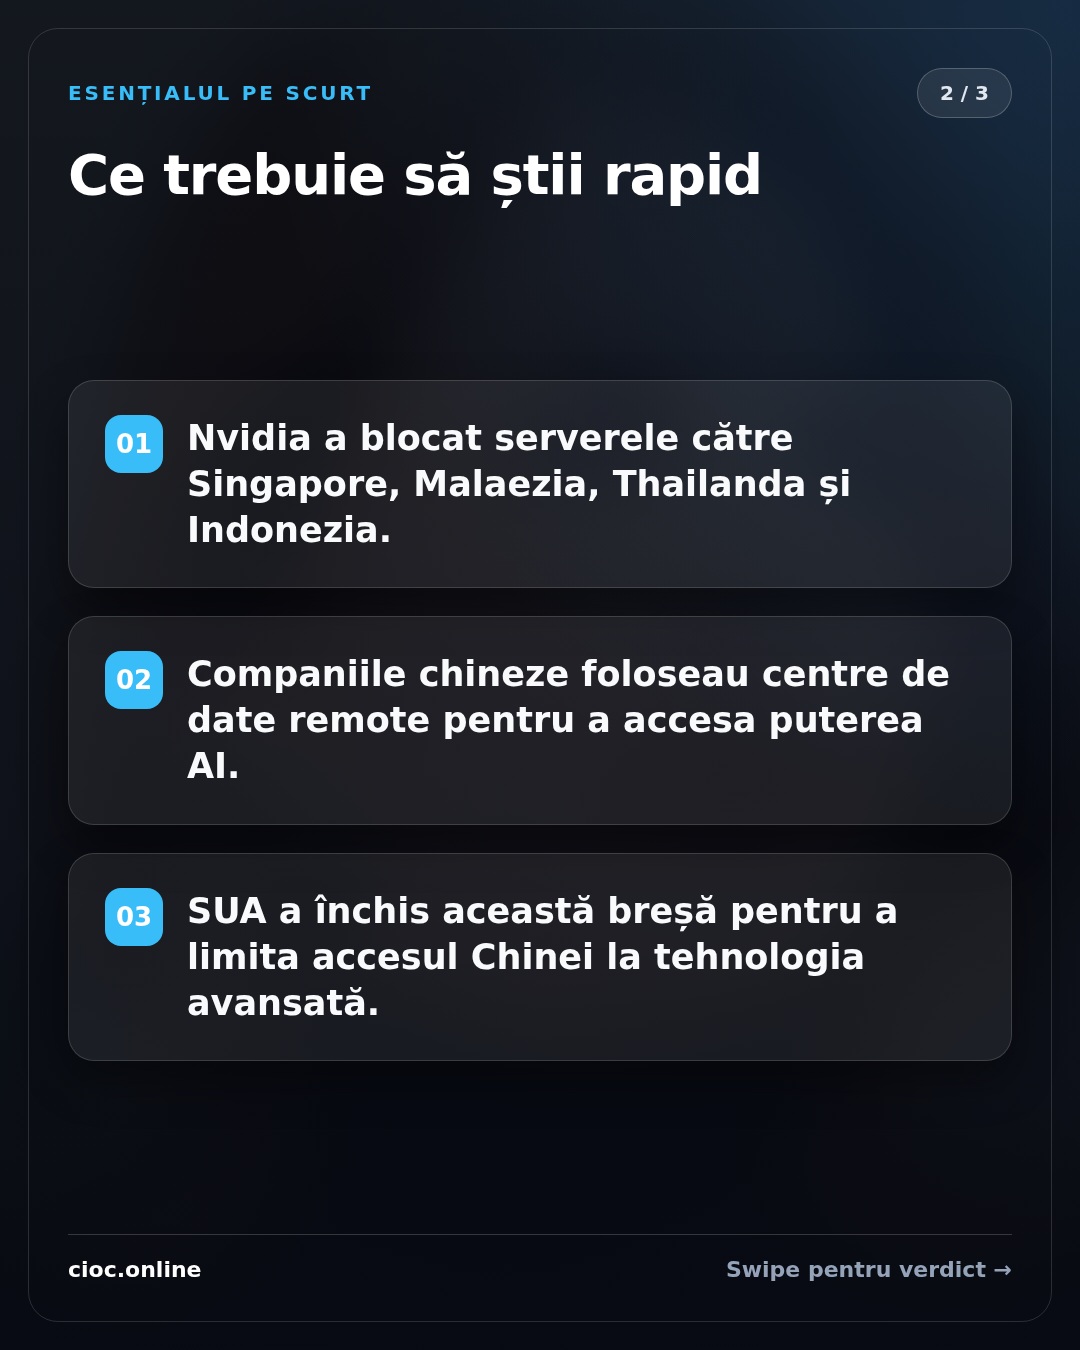 ESENȚIALUL PE SCURT
2 / 3
Ce trebuie să știi rapid
01
Nvidia a blocat serverele către
Singapore, Malaezia, Thailanda și
Indonezia.
02
Companiile chineze foloseau centre de
date remote pentru a accesa puterea
AI.
03
SUA a închis această breșă pentru a
limita accesul Chinei la tehnologia
avansată.
cioc.online
Swipe pentru verdict →